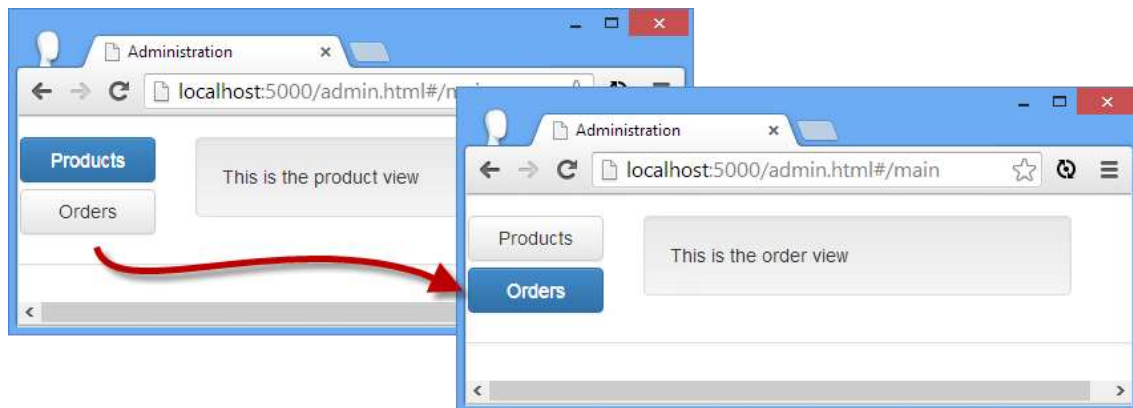 Administration
localhost:5000/admin.html#/m
Products
This is the product view
Orders
Administration
localhost:5000/admin.html#/main
Products
This is the order view
Orders